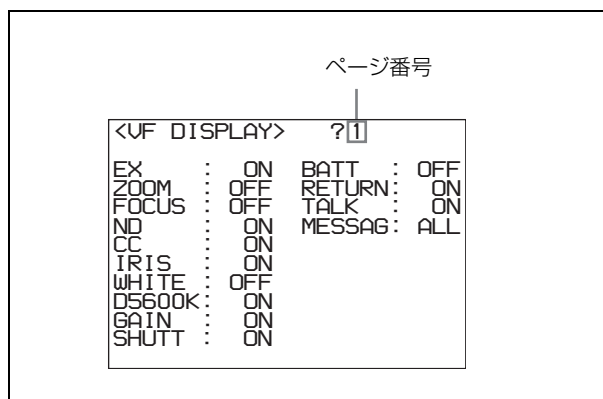 ページ番号
<VF DISPLAY> ?1
EX : ON BATT : OFF
ZOOM : OFF RETURN: ON
FOCUS : OFF TALK : ON
ND : ON MESSAG: ALL
CC : ON
IRIS : ON
WHITE : OFF
D5600K: ON
GAIN : ON
SHUTT : ON